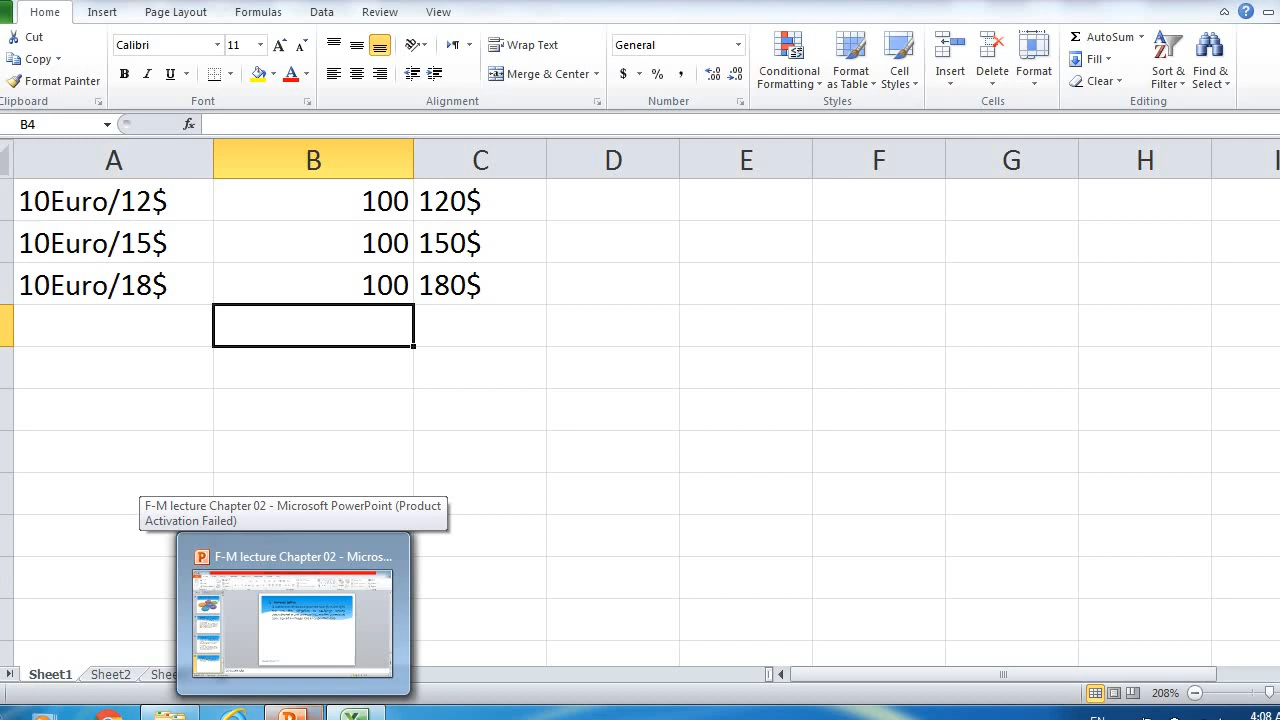 Home Insert Page Layout Formulas Data Review View
Cut
Copy
Format Painter
Clipboard
Calibri 11
B I U
Font
Wrap Text
Merge & Center
Alignment
General
$ % ,
Number
Conditional Formatting
Format as Table
Cell Styles
Styles
Insert Delete Format
Cells
Σ AutoSum
Fill
Clear
Sort & Filter
Find & Select
Editing
B4 fx
A B C D E F G H I
10Euro/12$ 100 120$
10Euro/15$ 100 150$
10Euro/18$ 100 180$
F-M lecture Chapter 02 - Microsoft PowerPoint (Product
Activation Failed)
F-M lecture Chapter 02 - Micros...
Sheet1 Sheet2 Shee
208%
EN 4:08